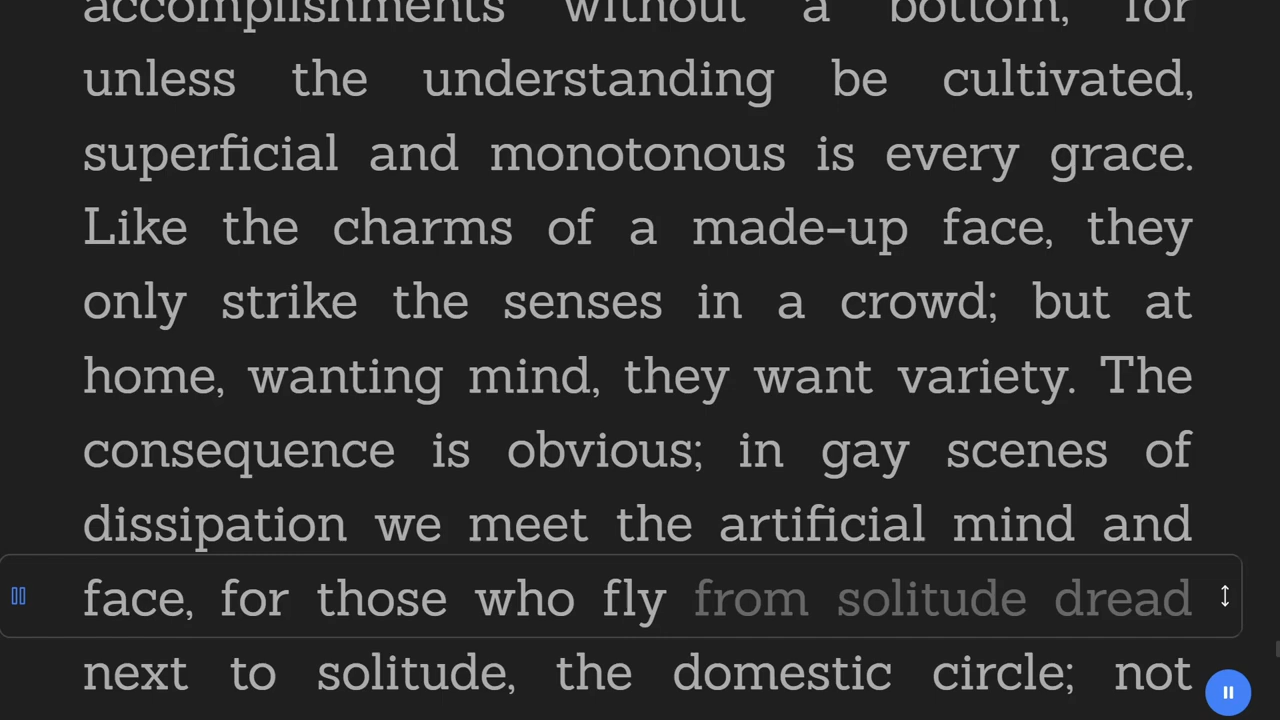 accomplishments without a bottom, for
unless the understanding be cultivated,
superficial and monotonous is every grace.
Like the charms of a made-up face, they
only strike the senses in a crowd; but at
home, wanting mind, they want variety. The
consequence is obvious; in gay scenes of
dissipation we meet the artificial mind and
face, for those who fly from solitude dread
next to solitude, the domestic circle; not